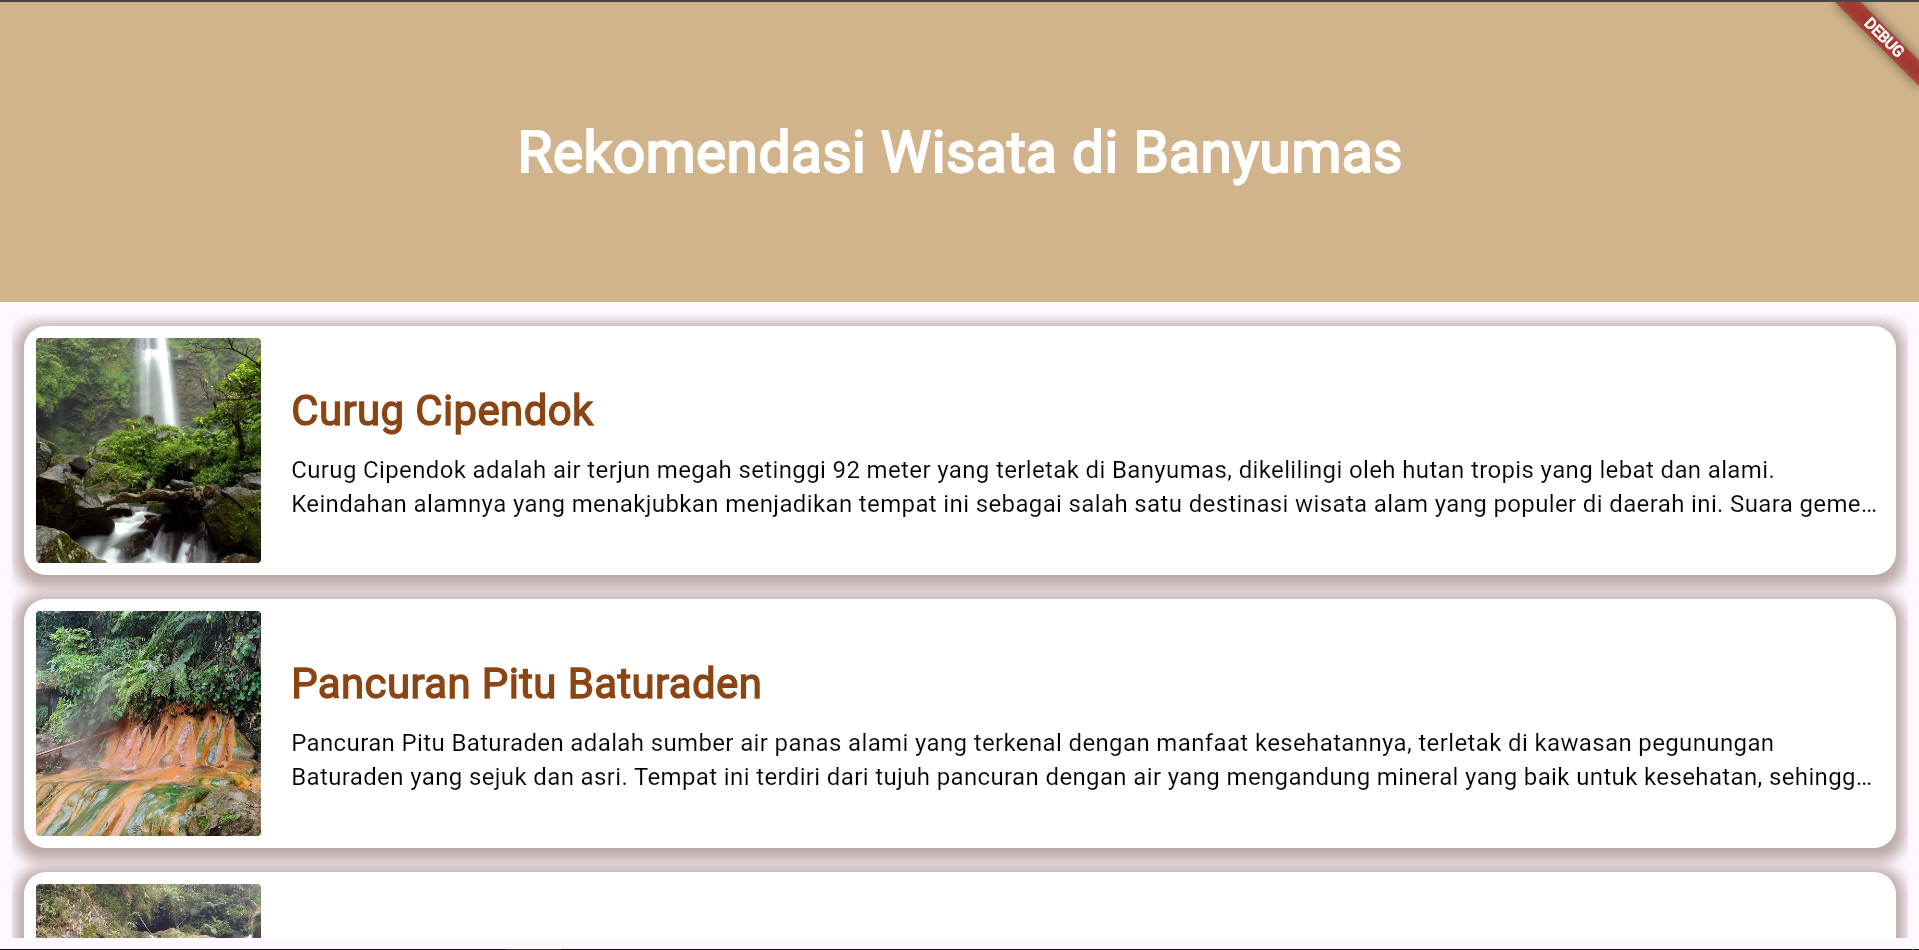 DEBUG
Rekomendasi Wisata di Banyumas
Curug Cipendok
Curug Cipendok adalah air terjun megah setinggi 92 meter yang terletak di Banyumas, dikelilingi oleh hutan tropis yang lebat dan alami.
Keindahan alamnya yang menakjubkan menjadikan tempat ini sebagai salah satu destinasi wisata alam yang populer di daerah ini. Suara geme…
Pancuran Pitu Baturaden
Pancuran Pitu Baturaden adalah sumber air panas alami yang terkenal dengan manfaat kesehatannya, terletak di kawasan pegunungan
Baturaden yang sejuk dan asri. Tempat ini terdiri dari tujuh pancuran dengan air yang mengandung mineral yang baik untuk kesehatan, sehingg…